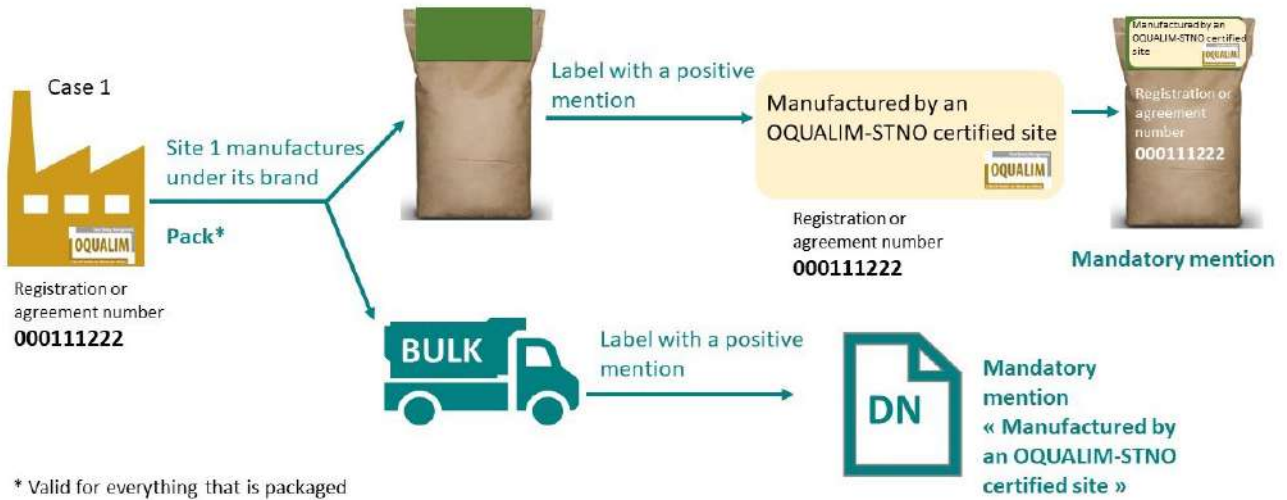 Case 1
OQUALIM
Registration or
agreement number
000111222
Site 1 manufactures
under its brand
Pack*
Label with a positive
mention
Manufactured by an
OQUALIM-STNO certified site
OQUALIM
Registration or
agreement number
000111222
Manufactured by an
OQUALIM-STNO certified
site
OQUALIM
Registration or
agreement
number
000111222
Mandatory mention
BULK
Label with a positive
mention
DN
Mandatory
mention
« Manufactured by
an OQUALIM-STNO
certified site »
* Valid for everything that is packaged